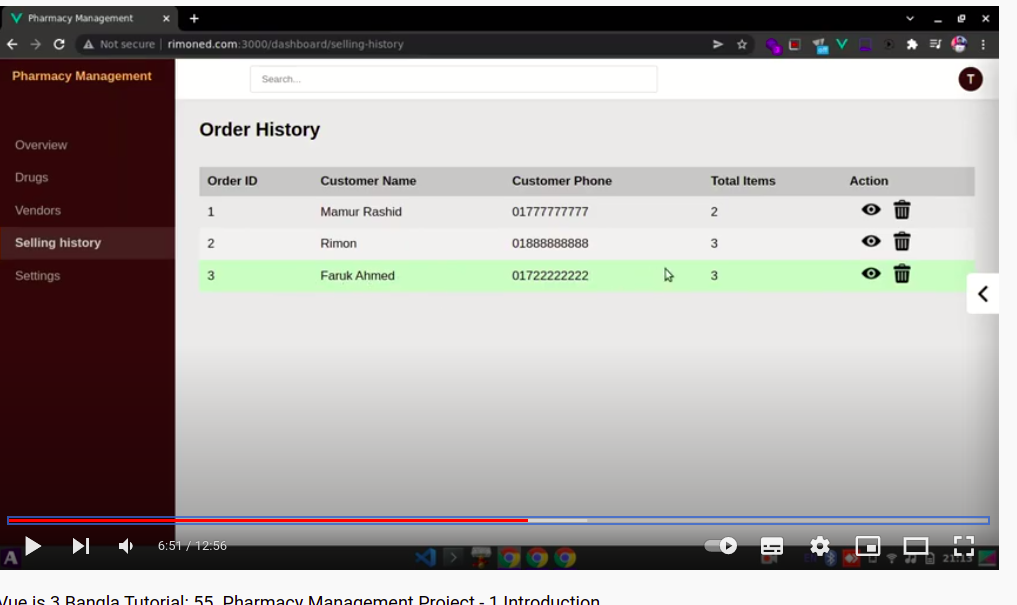 Pharmacy Management
Not secure | rimoned.com:3000/dashboard/selling-history
Pharmacy Management
Search...
T
Overview
Drugs
Vendors
Selling history
Settings
Order History
Order ID Customer Name Customer Phone Total Items Action
1 Mamur Rashid 01777777777 2
2 Rimon 01888888888 3
3 Faruk Ahmed 01722222222 3
6:51 / 12:56
A
Vue js 3 Bangla Tutorial: 55. Pharmacy Management Project - 1 Introduction